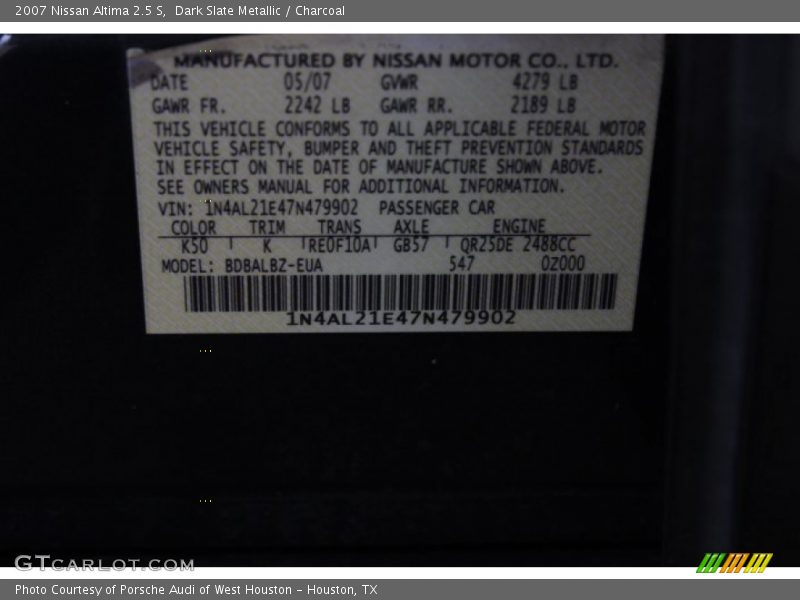 2007 Nissan Altima 2.5 S,  Dark Slate Metallic / Charcoal
MANUFACTURED BY NISSAN MOTOR CO., LTD.
DATE 05/07 GVWR 4279 LB
GAWR FR. 2242 LB GAWR RR. 2189 LB
THIS VEHICLE CONFORMS TO ALL APPLICABLE FEDERAL MOTOR
VEHICLE SAFETY, BUMPER AND THEFT PREVENTION STANDARDS
IN EFFECT ON THE DATE OF MANUFACTURE SHOWN ABOVE.
SEE OWNERS MANUAL FOR ADDITIONAL INFORMATION.
VIN: 1N4AL21E47N479902 PASSENGER CAR
COLOR TRIM TRANS AXLE ENGINE
K50 K RE0F10A GB57 QR25DE 2488CC
MODEL: BDBALBZ-EUA 547 OZ000
1N4AL21E47N479902
GTCARLOT.COM
Photo Courtesy of Porsche Audi of West Houston – Houston, TX